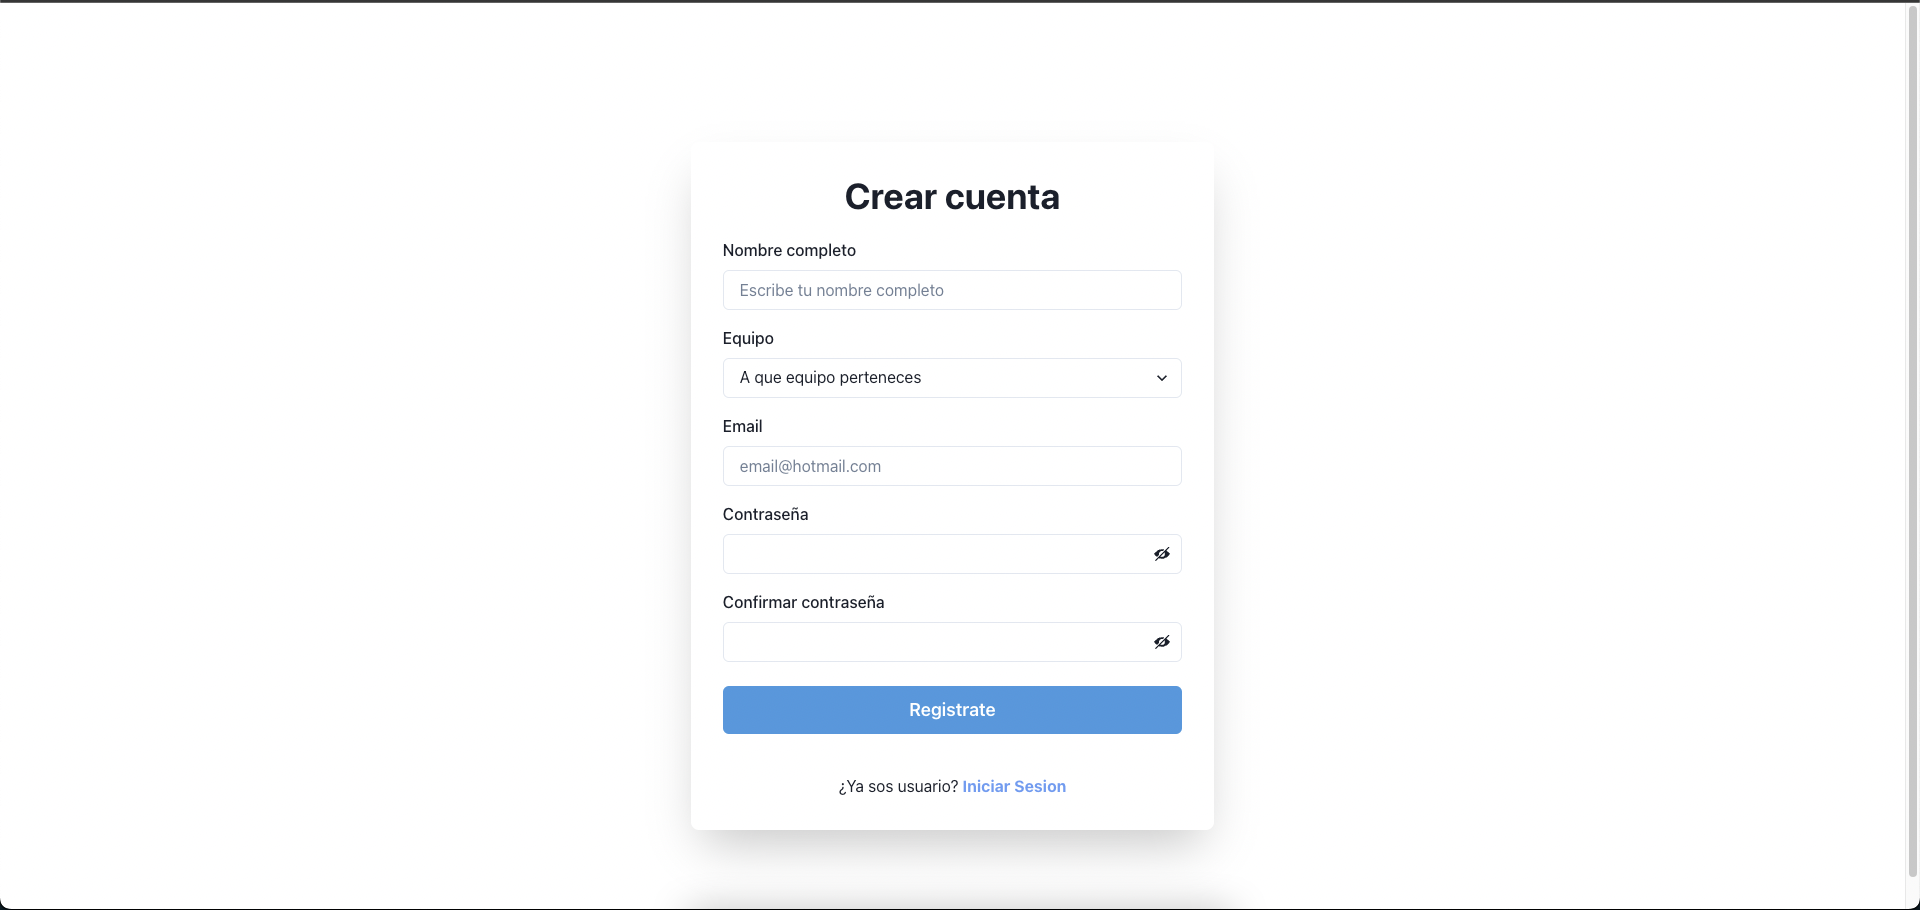 Crear cuenta
Nombre completo
Escribe tu nombre completo
Equipo
A que equipo perteneces
Email
email@hotmail.com
Contraseña
Confirmar contraseña
Registrate
¿Ya sos usuario? Iniciar Sesion